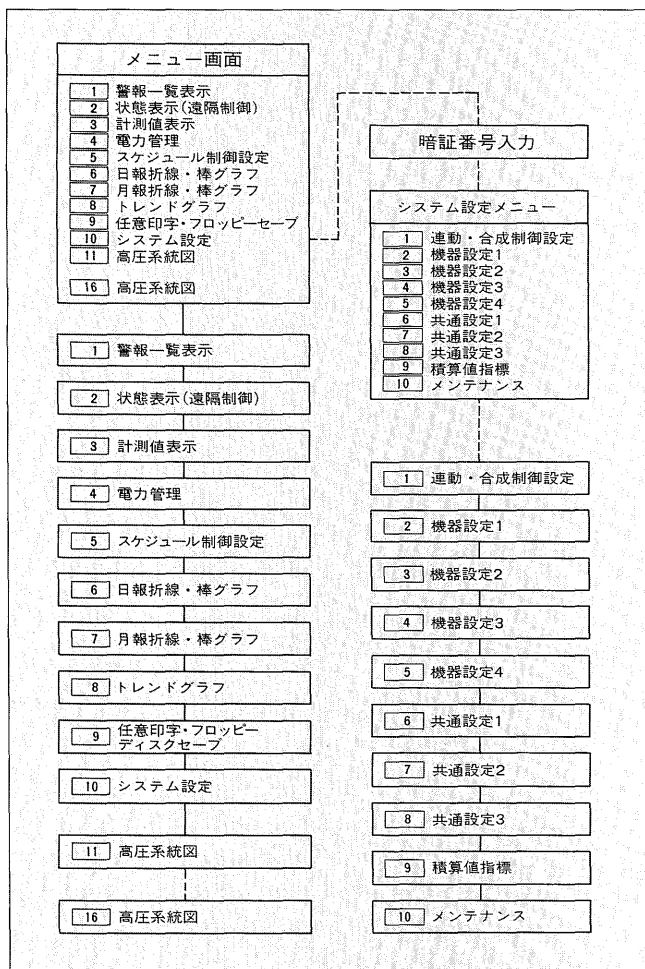 メニュー画面
1 警報一覧表示
2 状態表示(遠隔制御)
3 計測値表示
4 電力管理
5 スケジュール制御設定
6 日報折線・棒グラフ
7 月報折線・棒グラフ
8 トレンドグラフ
9 任意印字・フロッピーセーブ
10 システム設定
11 高圧系統図
16 高圧系統図
1 警報一覧表示
2 状態表示(遠隔制御)
3 計測値表示
4 電力管理
5 スケジュール制御設定
6 日報折線・棒グラフ
7 月報折線・棒グラフ
8 トレンドグラフ
9 任意印字・フロッピー
ディスクセーブ
10 システム設定
11 高圧系統図
16 高圧系統図
暗証番号入力
システム設定メニュー
1 連動・合成制御設定
2 機器設定1
3 機器設定2
4 機器設定3
5 機器設定4
6 共通設定1
7 共通設定2
8 共通設定3
9 積算値指標
10 メンテナンス
1 連動・合成制御設定
2 機器設定1
3 機器設定2
4 機器設定3
5 機器設定4
6 共通設定1
7 共通設定2
8 共通設定3
9 積算値指標
10 メンテナンス